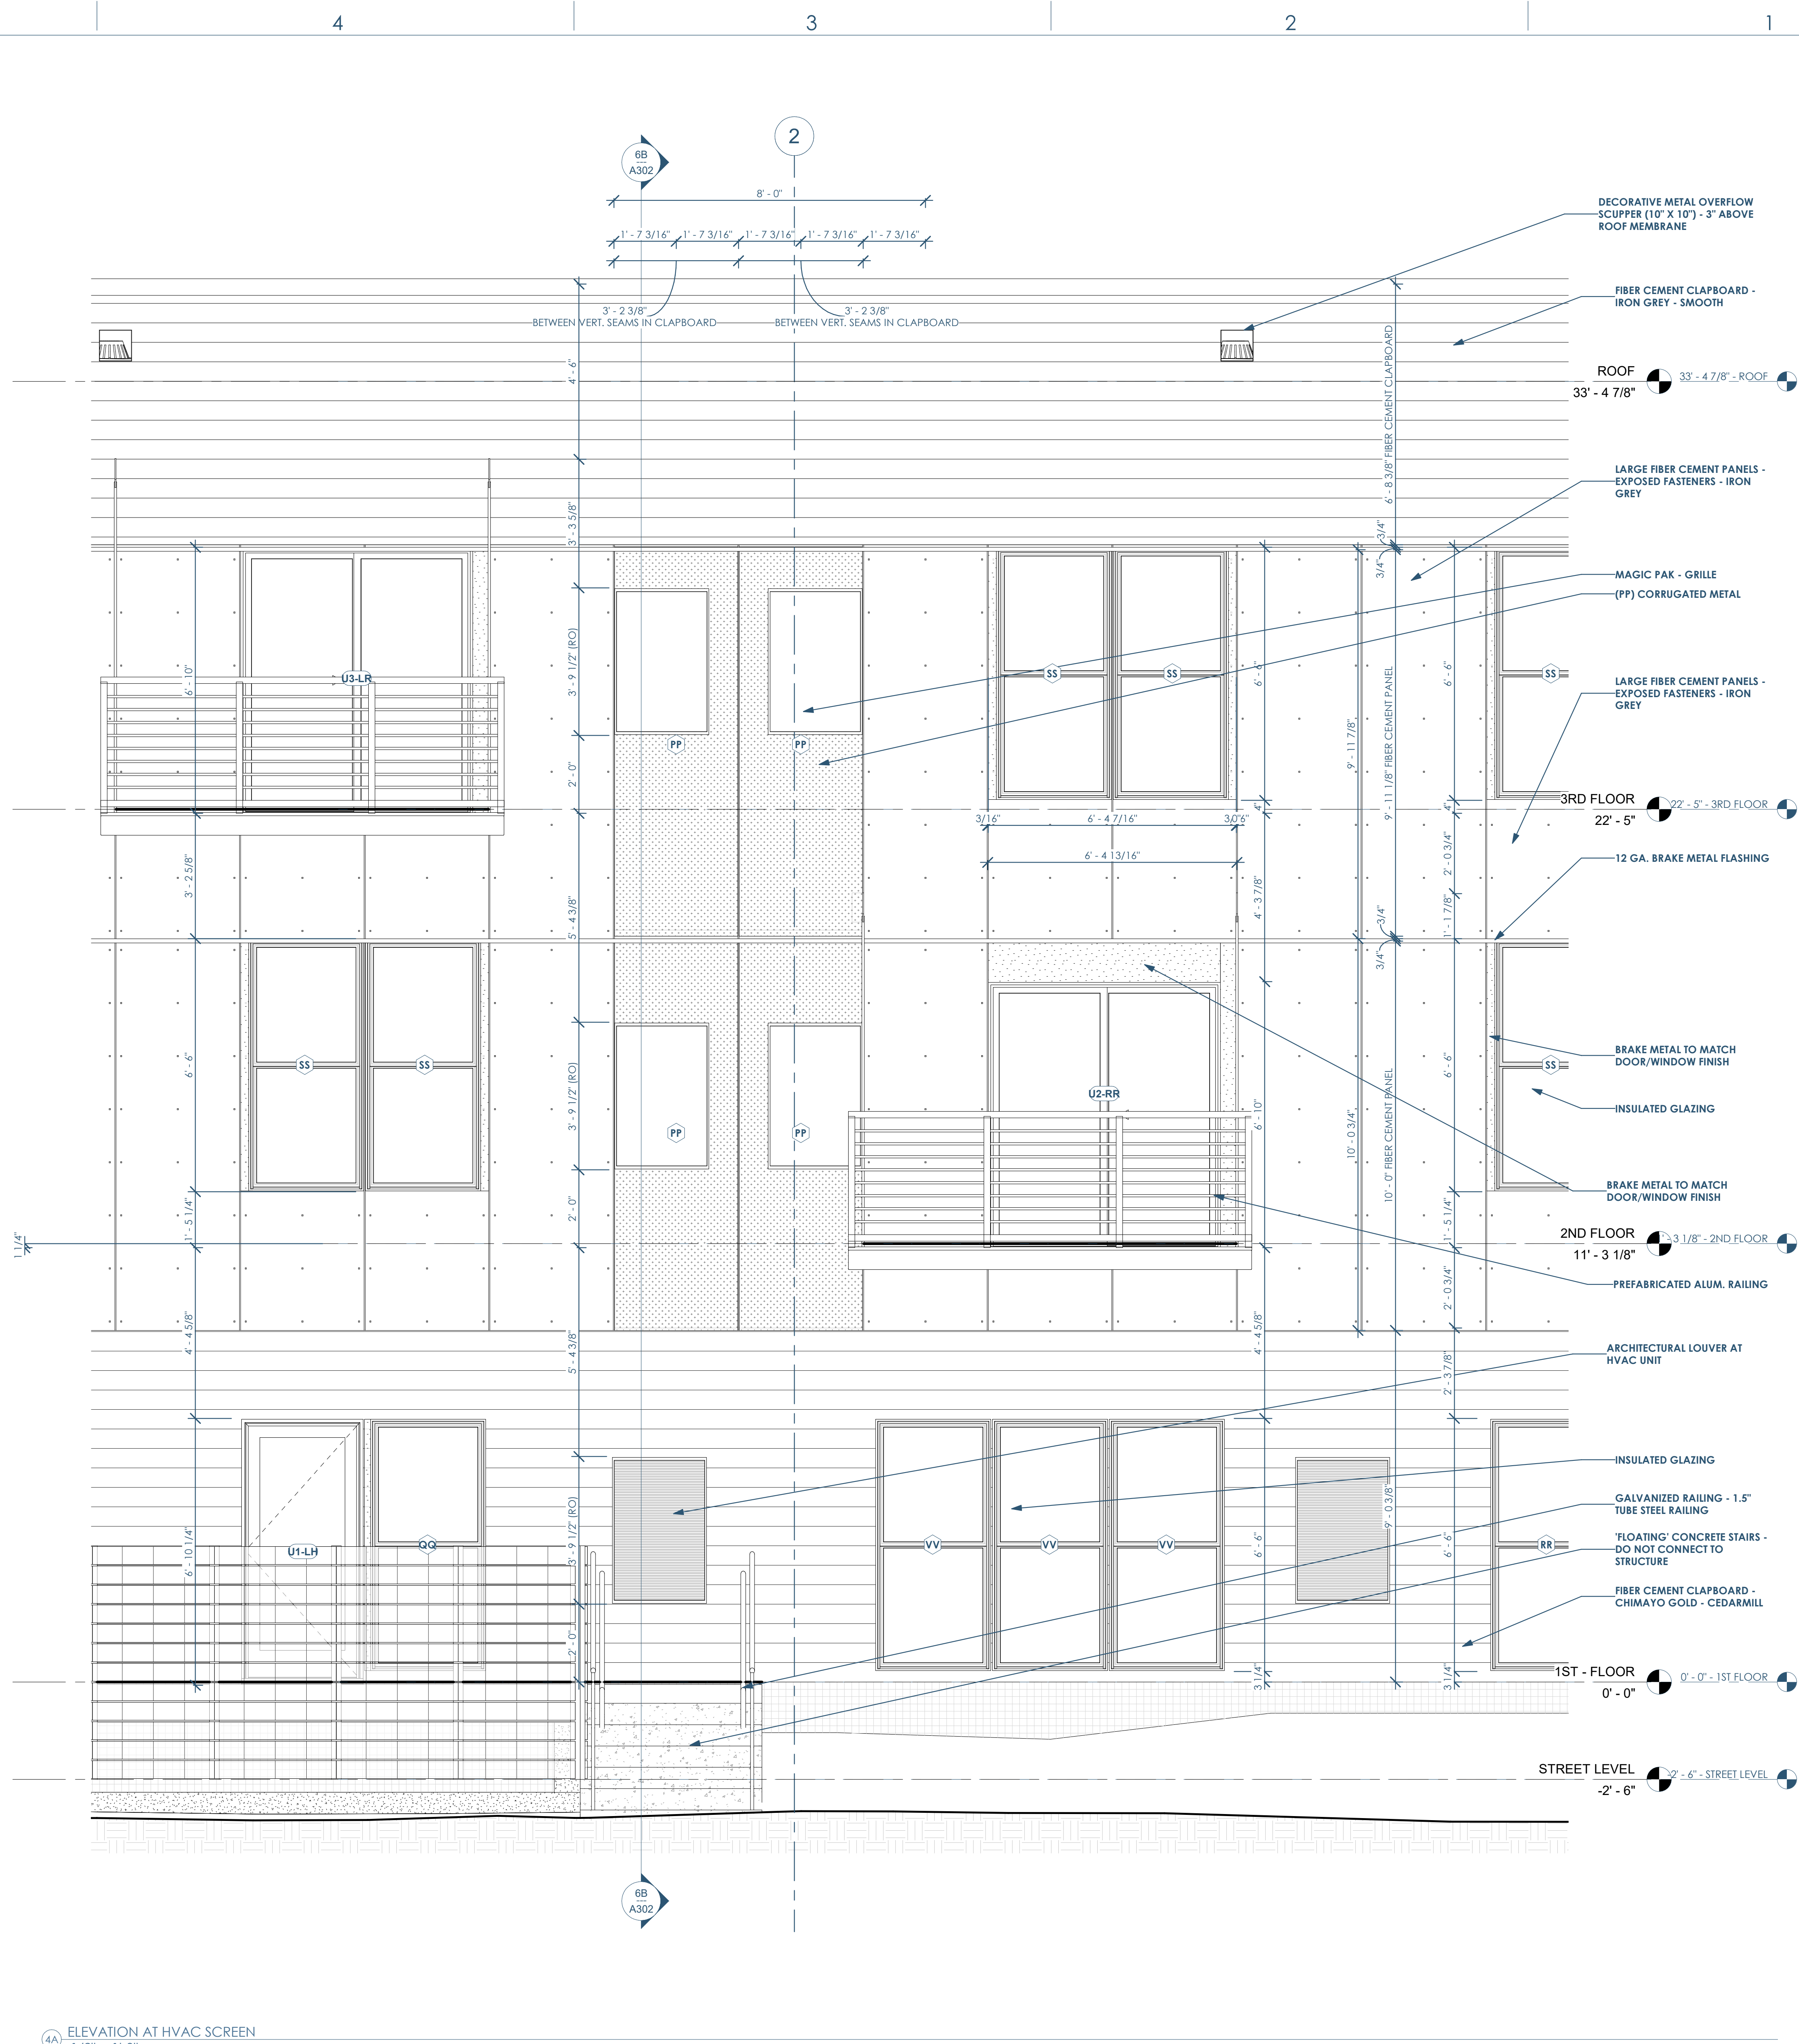 4
3
2
1
2
6B
---
A302
8' - 0"
1' - 7 3/16"
1' - 7 3/16"
1' - 7 3/16"
1' - 7 3/16"
1' - 7 3/16"
3' - 2 3/8"
BETWEEN VERT. SEAMS IN CLAPBOARD
3' - 2 3/8"
BETWEEN VERT. SEAMS IN CLAPBOARD
DECORATIVE METAL OVERFLOW
SCUPPER (10" X 10") - 3" ABOVE
ROOF MEMBRANE
FIBER CEMENT CLAPBOARD -
IRON GREY - SMOOTH
ROOF
33' - 4 7/8"
33' - 4 7/8" - ROOF
4' - 6"
6' - 8 3/8" FIBER CEMENT CLAPBOARD
LARGE FIBER CEMENT PANELS -
EXPOSED FASTENERS - IRON
GREY
3' - 3 5/8"
3/4"
3/4"
MAGIC PAK - GRILLE
(PP) CORRUGATED METAL
3' - 9 1/2" (RO)
6' - 10"
U3-LR
SS
SS
SS
6' - 6"
6' - 6"
LARGE FIBER CEMENT PANELS -
EXPOSED FASTENERS - IRON
GREY
PP
PP
9' - 11 7/8"
9' - 11 1/8" FIBER CEMENT PANEL
2' - 0"
4"
4"
3RD FLOOR
22' - 5"
22' - 5" - 3RD FLOOR
3/16"
6' - 4 7/16"
6' - 4 13/16"
12 GA. BRAKE METAL FLASHING
3' - 2 5/8"
5' - 4 3/8"
4' - 3 7/8"
2' - 0 3/4"
1' - 1 7/8"
3/4"
3/4"
BRAKE METAL TO MATCH
DOOR/WINDOW FINISH
6' - 6"
SS
SS
SS
6' - 6"
3' - 9 1/2" (RO)
U2-RR
INSULATED GLAZING
PP
PP
6' - 10"
10' - 0 3/4"
10' - 0" FIBER CEMENT PANEL
BRAKE METAL TO MATCH
DOOR/WINDOW FINISH
1' - 5 1/4"
2' - 0"
1' - 5 1/4"
1 1/4"
2ND FLOOR
11' - 3 1/8"
3 1/8" - 2ND FLOOR
PREFABRICATED ALUM. RAILING
2' - 0 3/4"
4' - 4 5/8"
5' - 4 3/8"
4' - 4 5/8"
2' - 3 7/8"
ARCHITECTURAL LOUVER AT
HVAC UNIT
INSULATED GLAZING
GALVANIZED RAILING - 1.5"
TUBE STEEL RAILING
9' - 0 3/8"
6' - 10 1/4"
U1-LH
QQ
3' - 9 1/2" (RO)
VV
VV
VV
6' - 6"
6' - 6"
RR
'FLOATING' CONCRETE STAIRS -
DO NOT CONNECT TO
STRUCTURE
FIBER CEMENT CLAPBOARD -
CHIMAYO GOLD - CEDARMILL
2' - 0"
3 1/4"
3 1/4"
1ST - FLOOR
0' - 0"
0' - 0" - 1ST FLOOR
STREET LEVEL
-2' - 6"
-2' - 6" - STREET LEVEL
6B
---
A302
4A
ELEVATION AT HVAC SCREEN